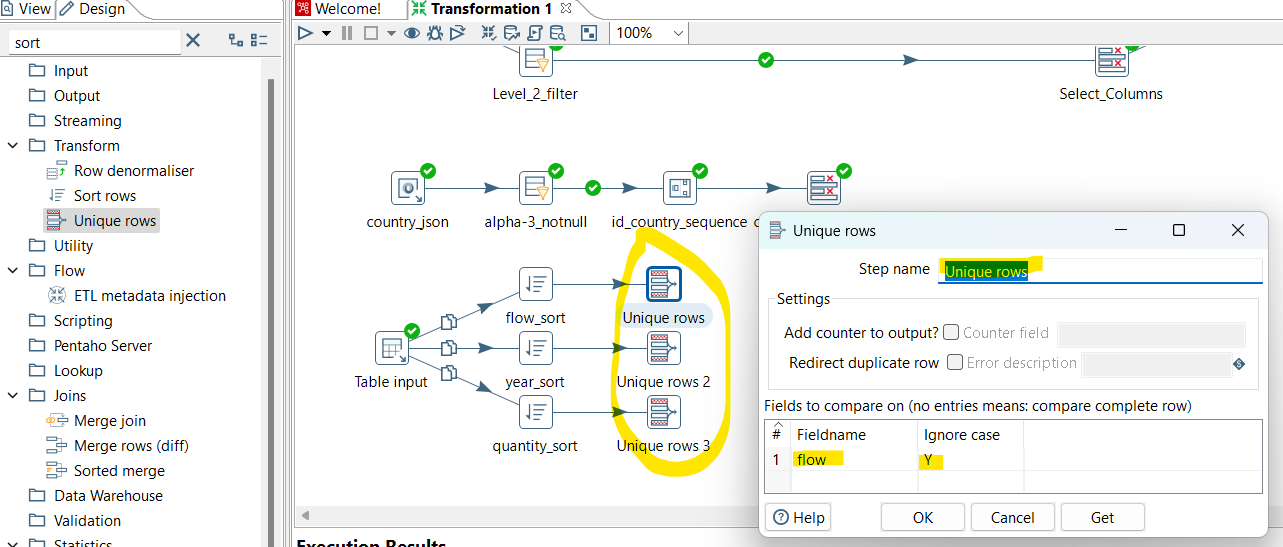 View
Design
Welcome!
Transformation 1
sort
100%
Input
Output
Streaming
Transform
Row denormaliser
Sort rows
Unique rows
Utility
Flow
ETL metadata injection
Scripting
Pentaho Server
Lookup
Joins
Merge join
Merge rows (diff)
Sorted merge
Data Warehouse
Validation
Statistics
Level_2_filter
Select_Columns
country_json
alpha-3_notnull
id_country_sequence
flow_sort
Unique rows
Table input
year_sort
Unique rows 2
quantity_sort
Unique rows 3
Execution Results
Unique rows
Step name
Unique rows
Settings
Add counter to output?
Counter field
Redirect duplicate row
Error description
Fields to compare on (no entries means: compare complete row)
# Fieldname Ignore case
1 flow Y
Help
OK
Cancel
Get